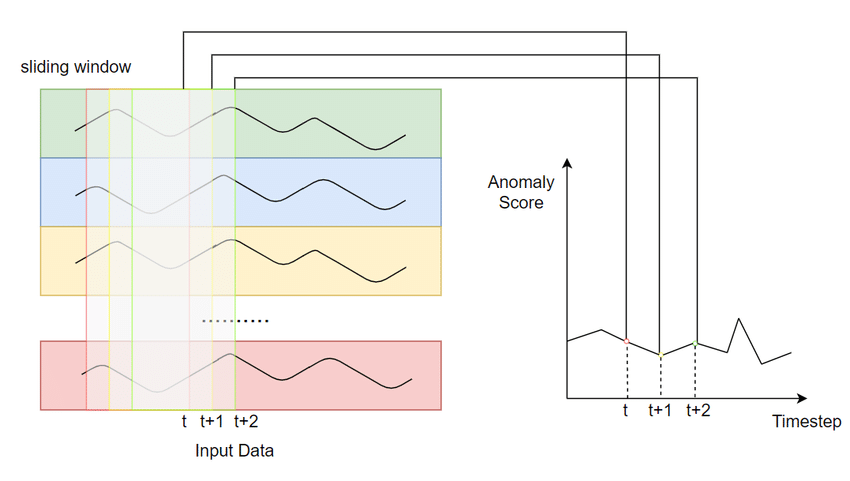 sliding window
t t+1 t+2
Input Data
Anomaly
Score
t t+1 t+2
Timestep